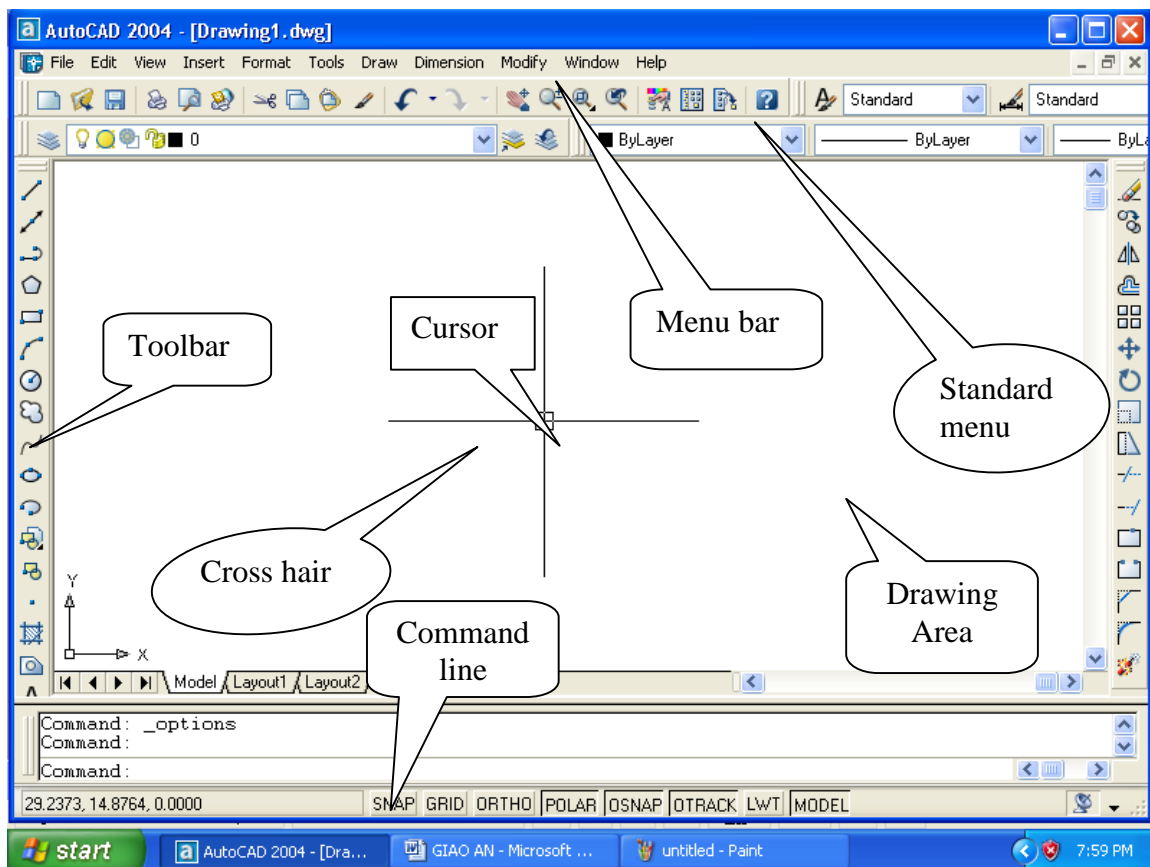 AutoCAD 2004 - [Drawing1.dwg]
File Edit View Insert Format Tools Draw Dimension Modify Window Help
Standard Standard
0 ByLayer ByLayer ByLa
Toolbar
Cursor
Menu bar
Standard
menu
Cross hair
Drawing
Area
Command
line
Y
X
Model Layout1 Layout2
Command: _options
Command:
Command:
29.2373, 14.8764, 0.0000 SNAP GRID ORTHO POLAR OSNAP OTRACK LWT MODEL
start AutoCAD 2004 - [Dra... GIAO AN - Microsoft ... untitled - Paint 7:59 PM